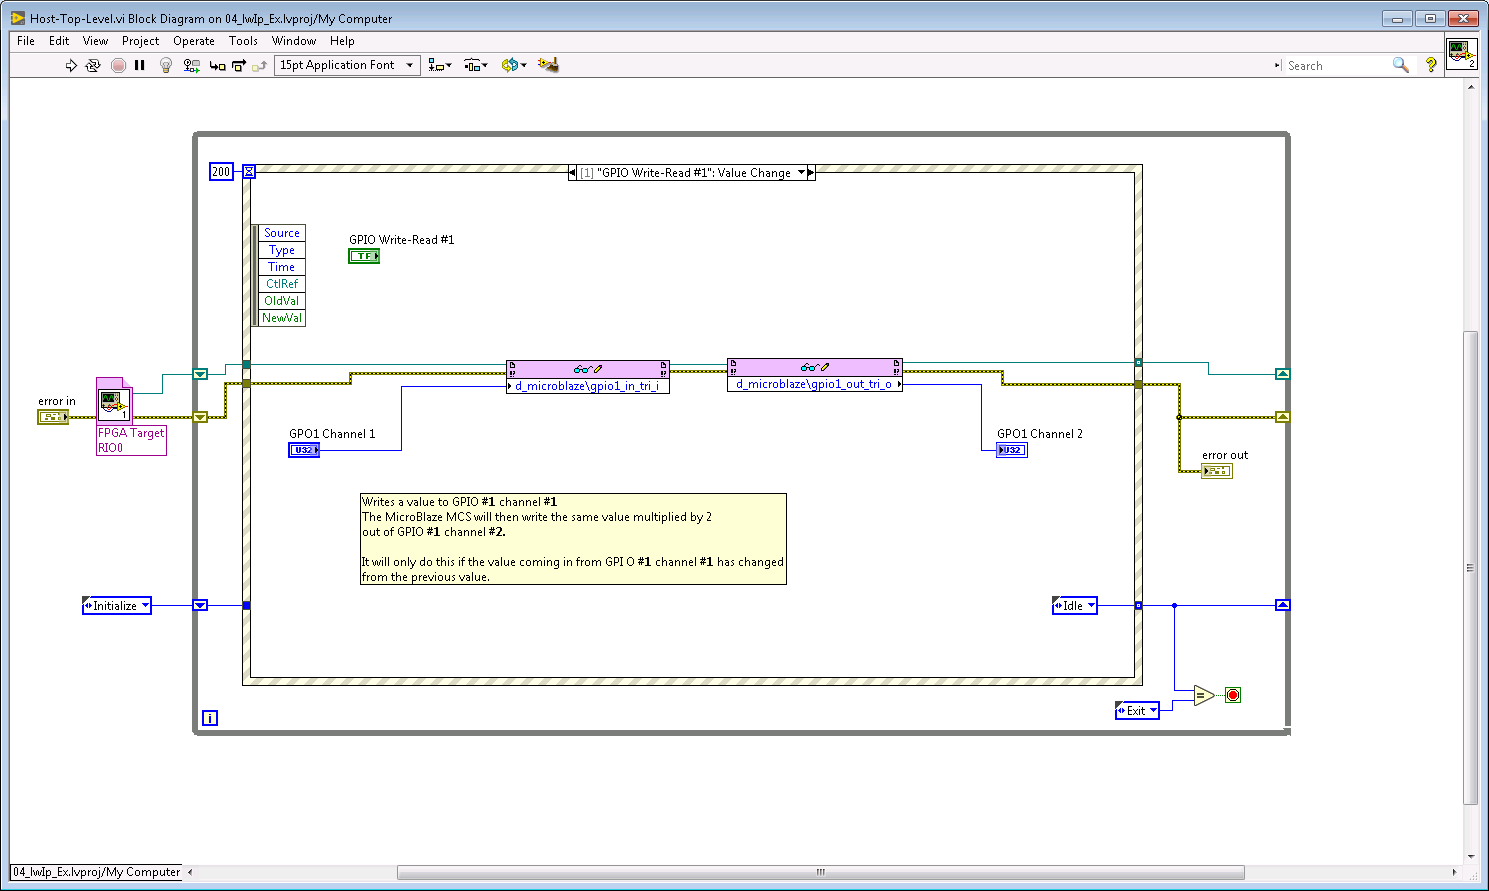 Host-Top-Level.vi Block Diagram on 04_lwIp_Ex.lvproj/My Computer
File Edit View Project Operate Tools Window Help
15pt Application Font
Search
2
200
[1] "GPIO Write-Read #1": Value Change
Source
Type
Time
CtlRef
OldVal
NewVal
GPIO Write-Read #1
TF
error in
1
FPGA Target
RIO0
d_microblaze\gpio1_in_tri_i
d_microblaze\gpio1_out_tri_o
GPO1 Channel 1
U32
GPO1 Channel 2
U32
error out
Writes a value to GPIO #1 channel #1
The MicroBlaze MCS will then write the same value multiplied by 2
out of GPIO #1 channel #2.
It will only do this if the value coming in from GPI O #1 channel #1 has changed
from the previous value.
Initialize
Idle
Exit
=
i
04_lwIp_Ex.lvproj/My Computer